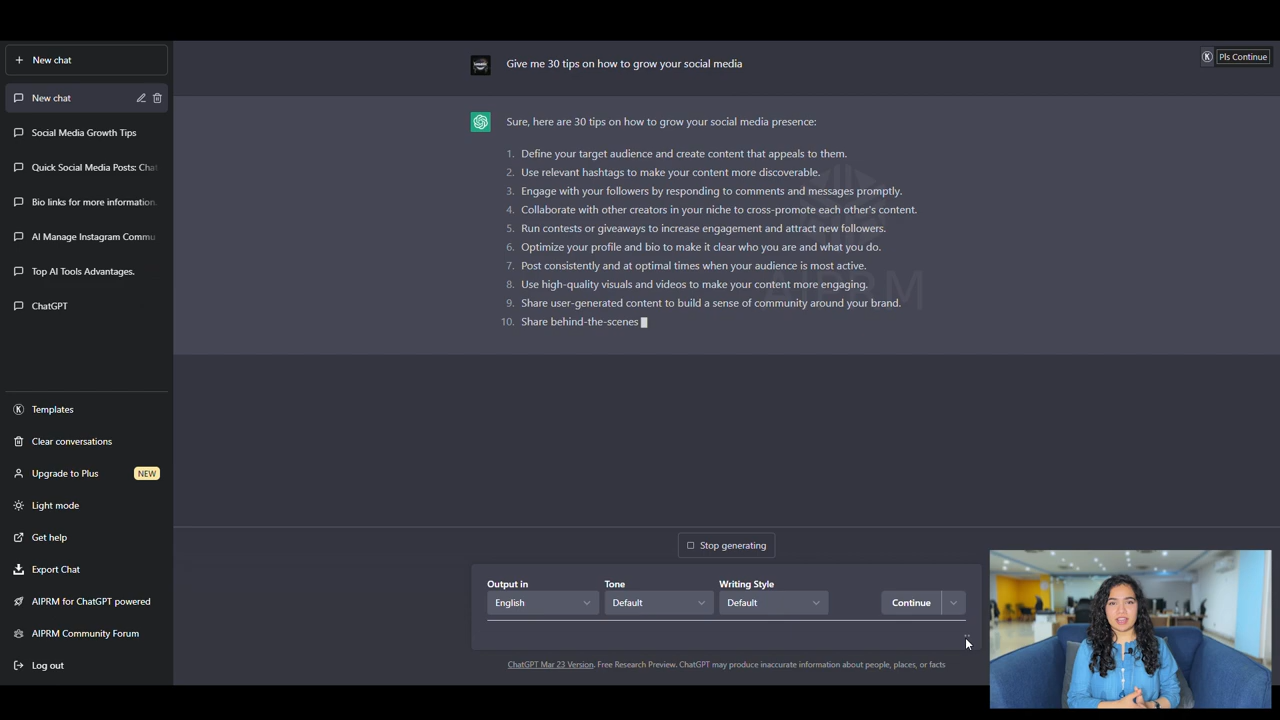 New chat
New chat
Social Media Growth Tips
Quick Social Media Posts: Chat
Bio links for more information.
AI Manage Instagram Commu
Top AI Tools Advantages.
ChatGPT
Templates
Clear conversations
Upgrade to Plus NEW
Light mode
Get help
Export Chat
AIPRM for ChatGPT powered
AIPRM Community Forum
Log out
Give me 30 tips on how to grow your social media
K Pls Continue
Sure, here are 30 tips on how to grow your social media presence:
1. Define your target audience and create content that appeals to them.
2. Use relevant hashtags to make your content more discoverable.
3. Engage with your followers by responding to comments and messages promptly.
4. Collaborate with other creators in your niche to cross-promote each other's content.
5. Run contests or giveaways to increase engagement and attract new followers.
6. Optimize your profile and bio to make it clear who you are and what you do.
7. Post consistently and at optimal times when your audience is most active.
8. Use high-quality visuals and videos to make your content more engaging.
9. Share user-generated content to build a sense of community around your brand.
10. Share behind-the-scenes
AIPRM
Stop generating
Output in Tone Writing Style
English Default Default Continue
ChatGPT Mar 23 Version. Free Research Preview. ChatGPT may produce inaccurate information about people, places, or facts